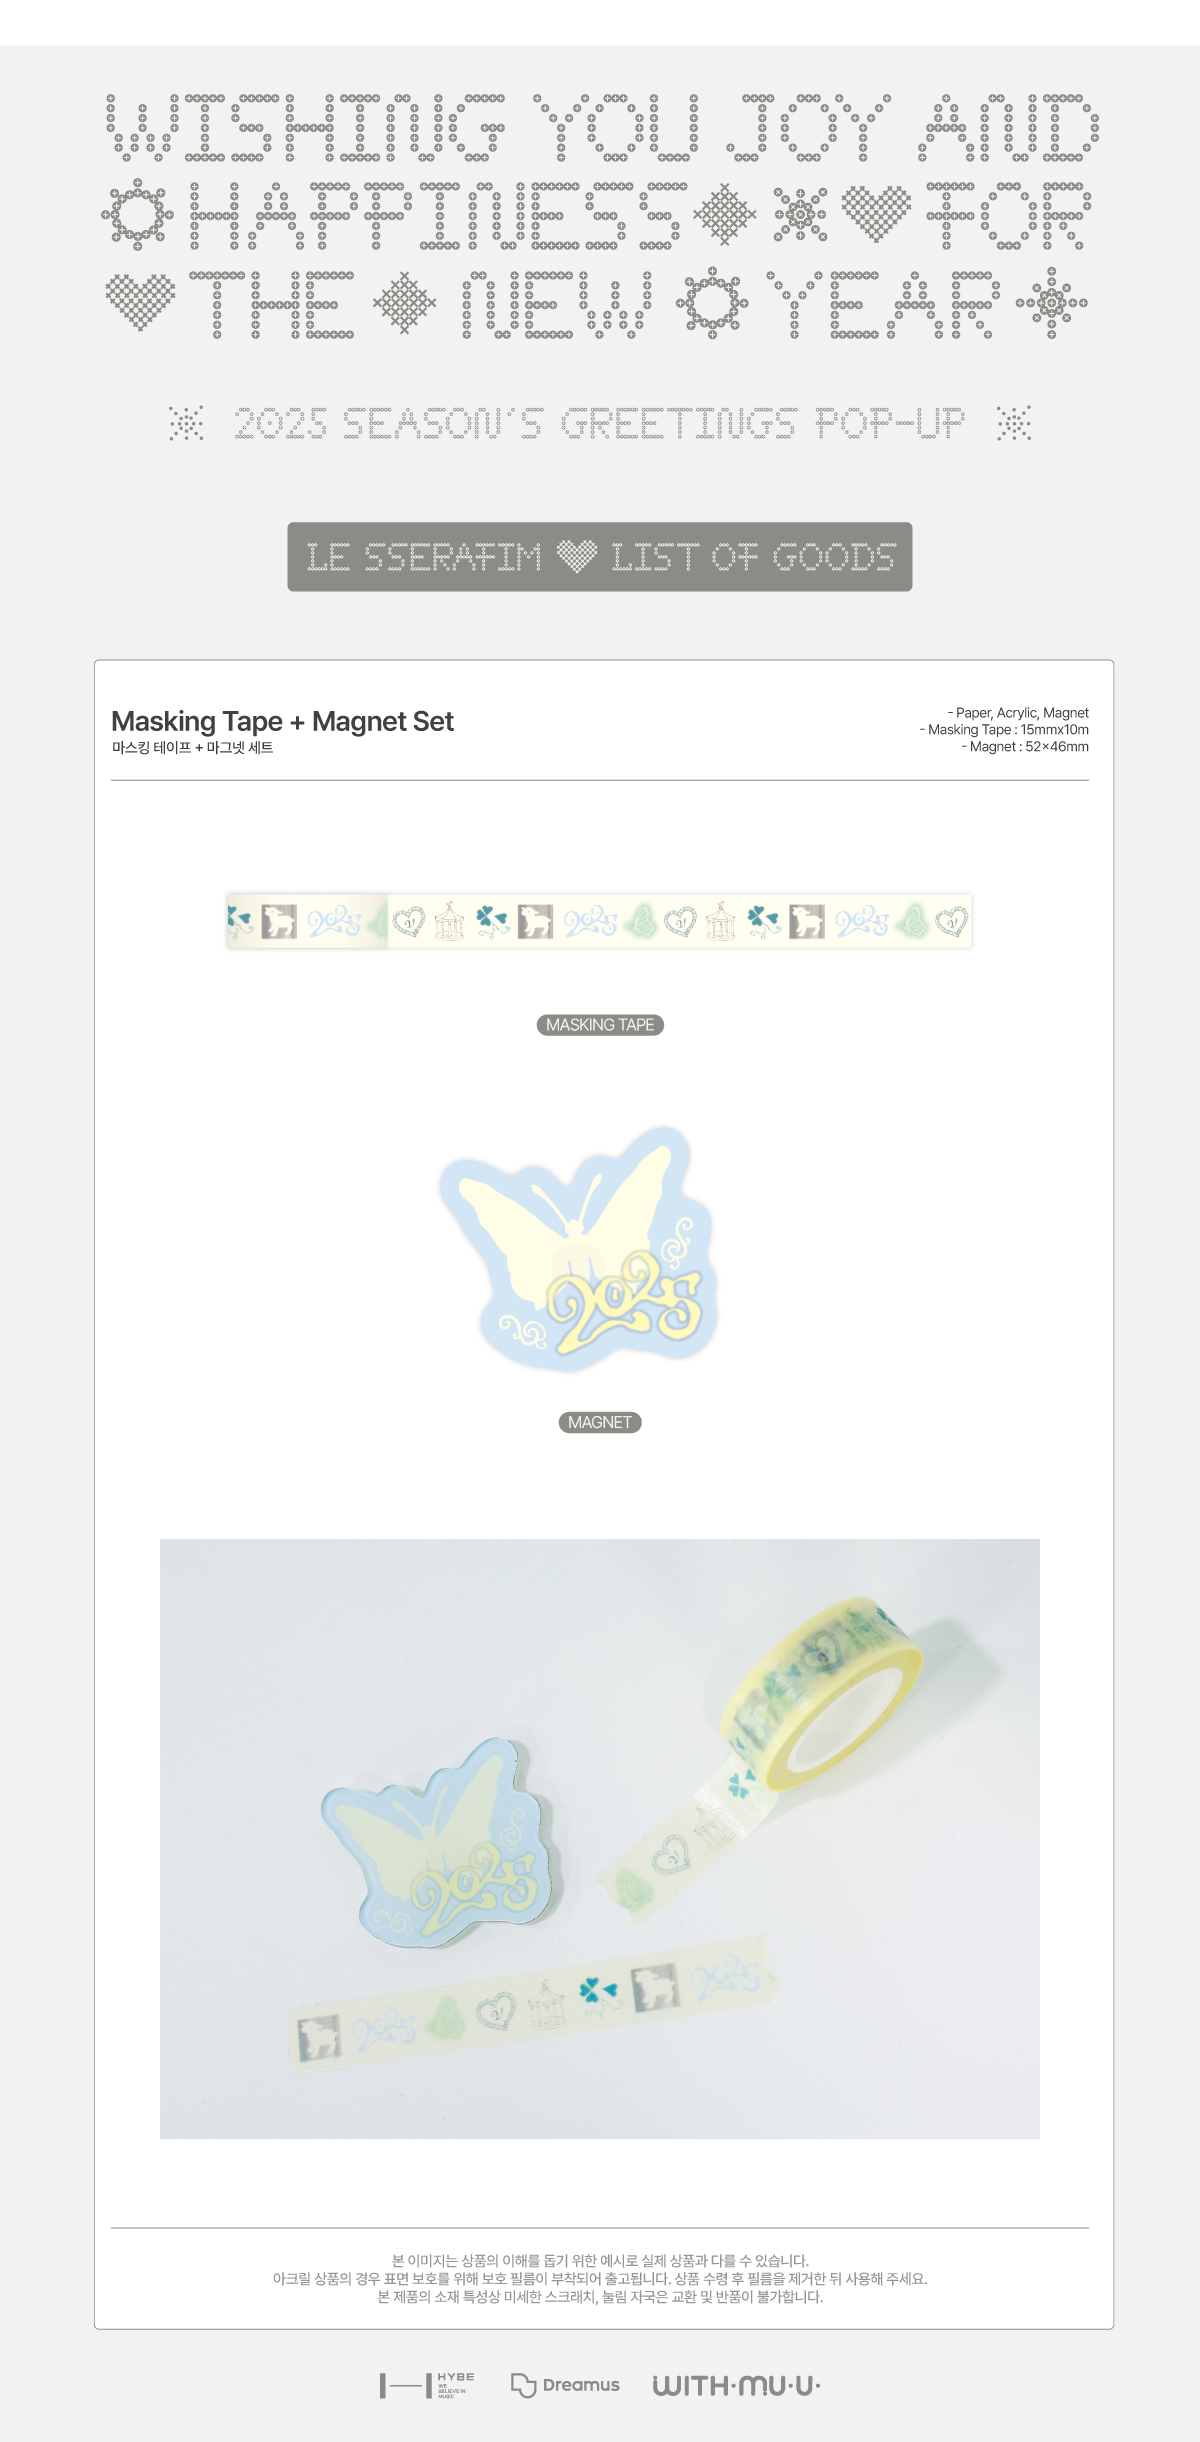 WISHING YOU JOY AND
HAPPINESS FOR
THE NEW YEAR
2025 SEASON'S GREETINGS POP-UP
LE SSERAFIM LIST OF GOODS
Masking Tape + Magnet Set
마스킹 테이프 + 마그넷 세트
- Paper, Acrylic, Magnet
- Masking Tape : 15mmx10m
- Magnet : 52×46mm
2025 2025 2025
MASKING TAPE
2025
MAGNET
2025
2025 2025
본 이미지는 상품의 이해를 돕기 위한 예시로 실제 상품과 다를 수 있습니다.
아크릴 상품의 경우 표면 보호를 위해 보호 필름이 부착되어 출고됩니다. 상품 수령 후 필름을 제거한 뒤 사용해 주세요.
본 제품의 소재 특성상 미세한 스크래치, 눌림 자국은 교환 및 반품이 불가합니다.
HYBE
WE
BELIEVE IN
MUSIC
Dreamus
WITH·MU·U·